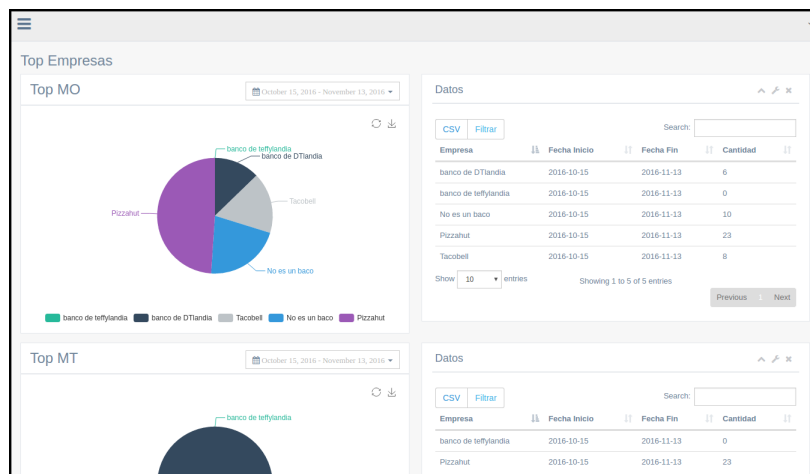 Top Empresas
Top MO
October 15, 2016 - November 13, 2016
banco de teffylandia
banco de DTlandia
Tacobell
Pizzahut
No es un baco
banco de teffylandia banco de DTlandia Tacobell No es un baco Pizzahut
Datos
CSV Filtrar Search:
Empresa Fecha Inicio Fecha Fin Cantidad
banco de DTlandia 2016-10-15 2016-11-13 6
banco de teffylandia 2016-10-15 2016-11-13 0
No es un baco 2016-10-15 2016-11-13 10
Pizzahut 2016-10-15 2016-11-13 23
Tacobell 2016-10-15 2016-11-13 8
Show 10 entries Showing 1 to 5 of 5 entries
Previous 1 Next
Top MT
October 15, 2016 - November 13, 2016
banco de teffylandia
Datos
CSV Filtrar Search:
Empresa Fecha Inicio Fecha Fin Cantidad
banco de teffylandia 2016-10-15 2016-11-13 0
Pizzahut 2016-10-15 2016-11-13 23